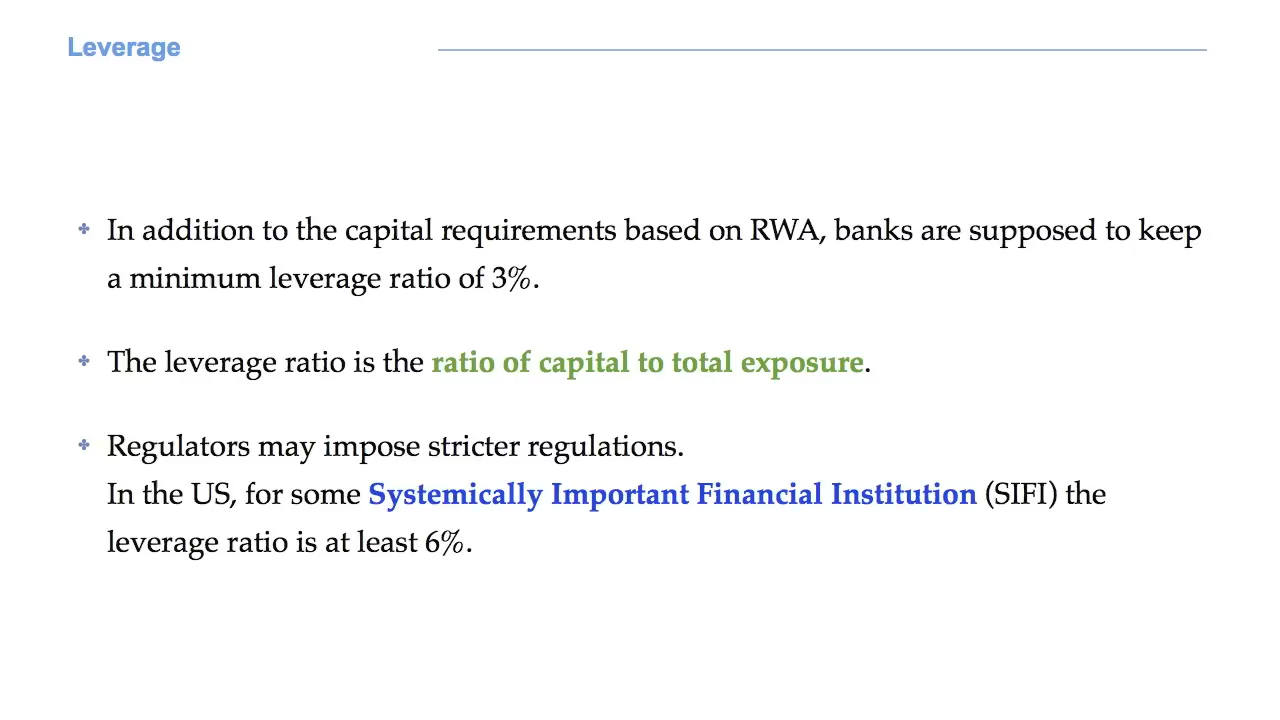 Leverage
In addition to the capital requirements based on RWA, banks are supposed to keep
a minimum leverage ratio of 3%.
The leverage ratio is the ratio of capital to total exposure.
Regulators may impose stricter regulations.
In the US, for some Systemically Important Financial Institution (SIFI) the
leverage ratio is at least 6%.